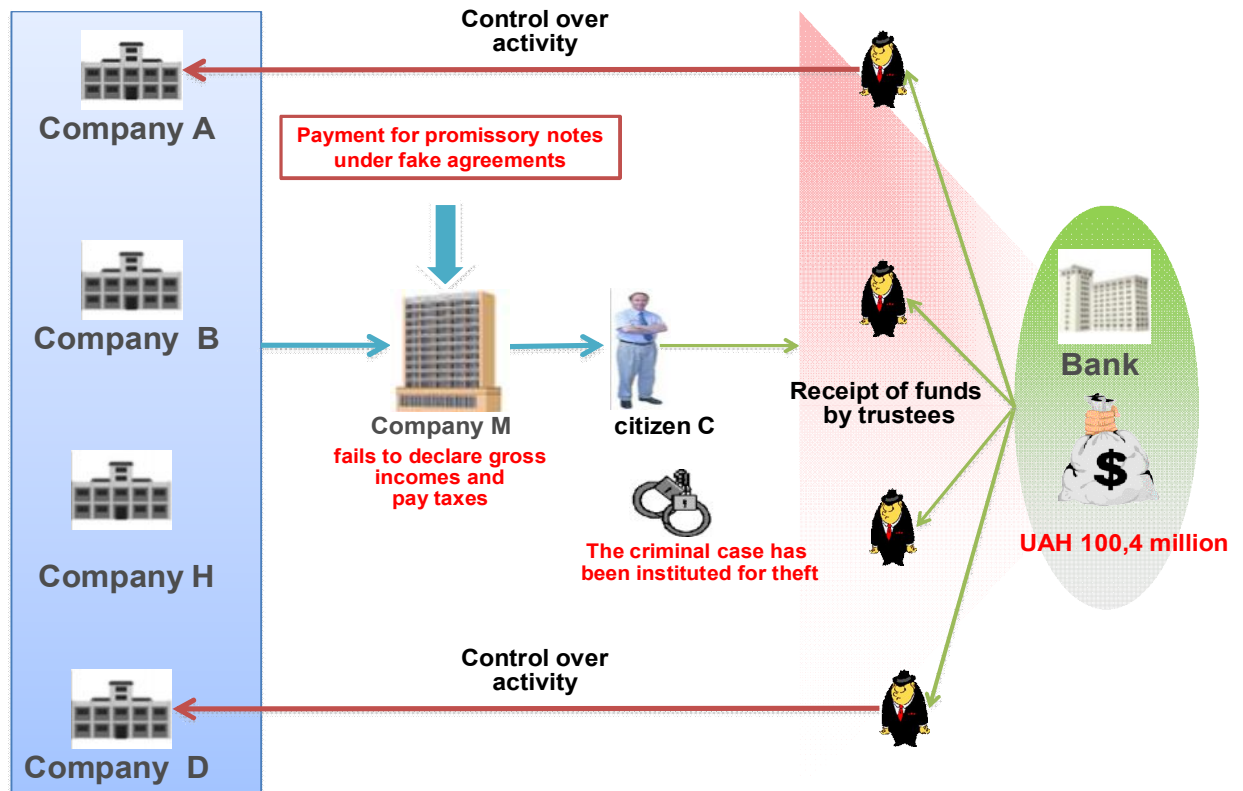 Control over
activity
Company A
Payment for promissory notes
under fake agreements
Company B
Bank
Company M
citizen C
Receipt of funds
by trustees
fails to declare gross
incomes and
pay taxes
$
UAH 100,4 million
The criminal case has
been instituted for theft
Company H
Control over
activity
Company D